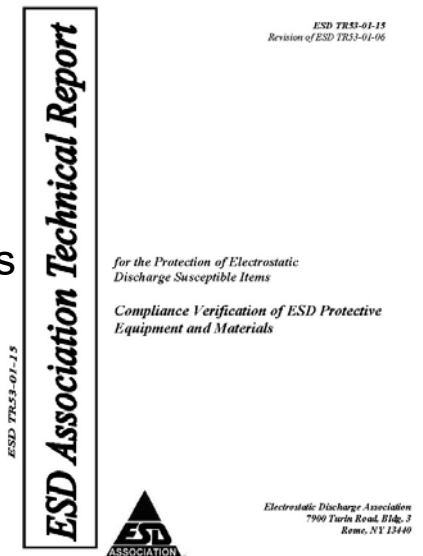 ESD TR53-01-15
Revision of ESD TR53-01-06
ESD Association Technical Report
s
for the Protection of Electrostatic
Discharge Susceptible Items
Compliance Verification of ESD Protective
Equipment and Materials
ESD TR53-01-15
ESD
ASSOCIATION
Electrostatic Discharge Association
7900 Turin Road, Bldg. 3
Rome, NY 13440